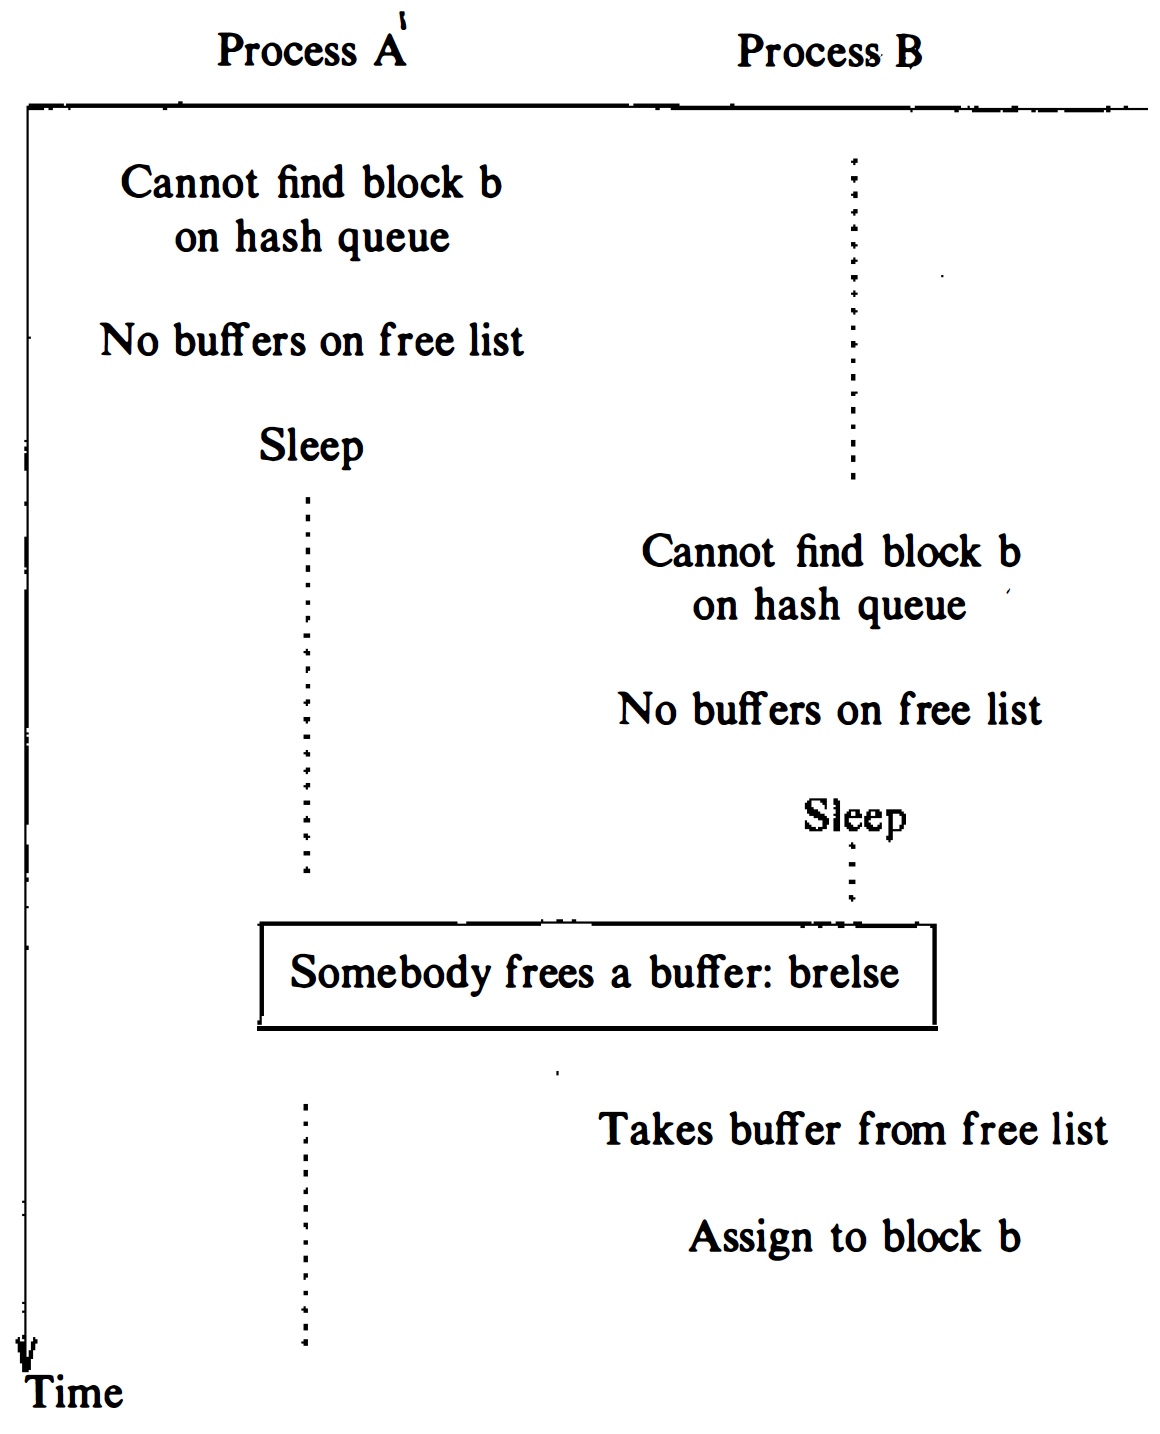 Process A
Process B
Cannot find block b
on hash queue
No buffers on free list
Sleep
Cannot find block b
on hash queue
No buffers on free list
Sleep
Somebody frees a buffer: brelse
Takes buffer from free list
Assign to block b
Time